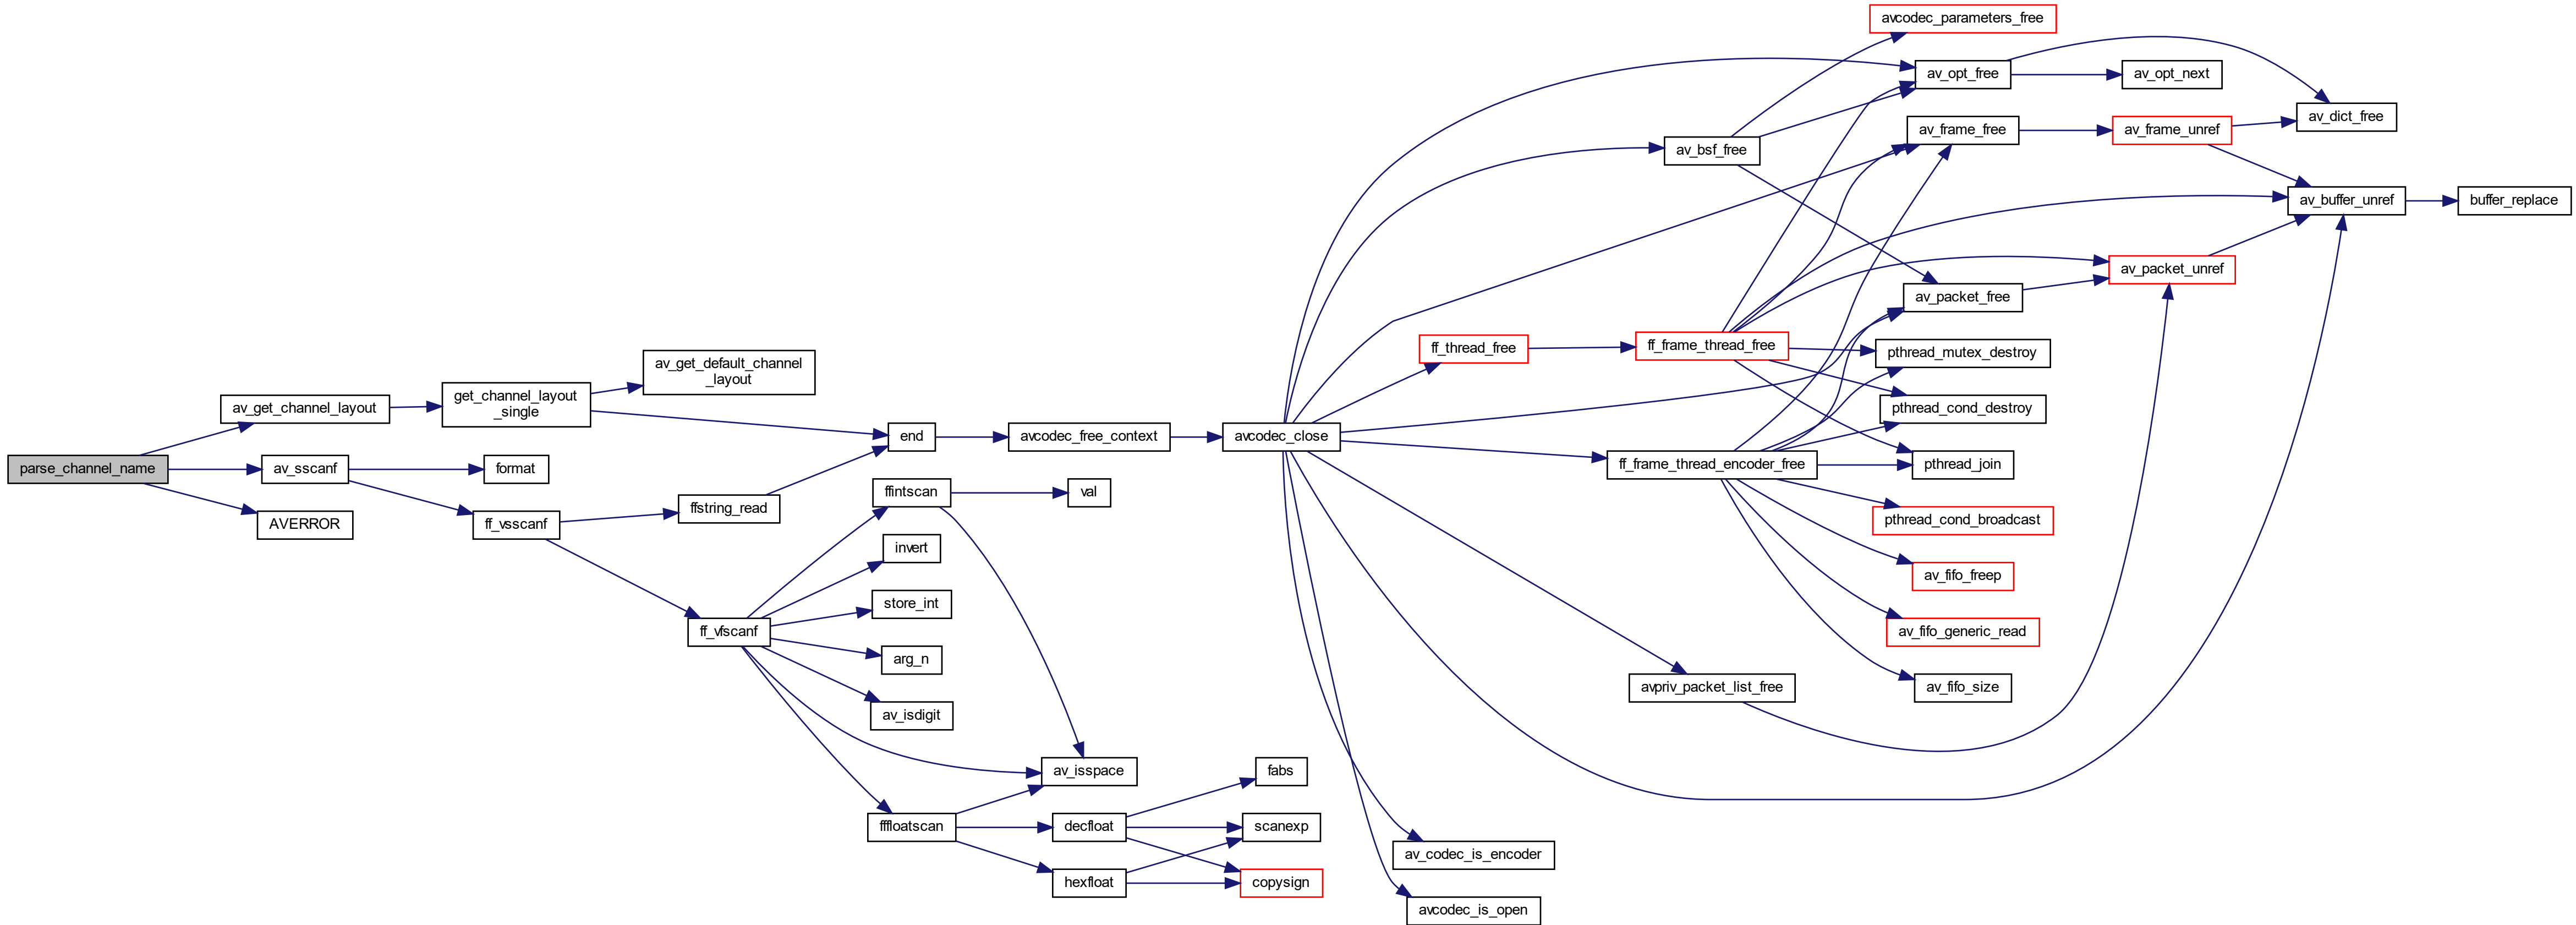 parse_channel_name
av_get_channel_layout
av_sscanf
AVERROR
get_channel_layout
_single
format
ff_vsscanf
av_get_default_channel
_layout
ffstring_read
ff_vfscanf
end
ffintscan
invert
store_int
arg_n
av_isdigit
av_isspace
fffloatscan
avcodec_free_context
val
decfloat
hexfloat
fabs
scanexp
copysign
avcodec_close
ff_thread_free
av_codec_is_encoder
avcodec_is_open
av_bsf_free
ff_frame_thread_free
ff_frame_thread_encoder_free
avpriv_packet_list_free
avcodec_parameters_free
av_opt_free
av_frame_free
av_packet_free
pthread_mutex_destroy
pthread_cond_destroy
pthread_join
pthread_cond_broadcast
av_fifo_freep
av_fifo_generic_read
av_fifo_size
av_opt_next
av_frame_unref
av_packet_unref
av_dict_free
av_buffer_unref
buffer_replace